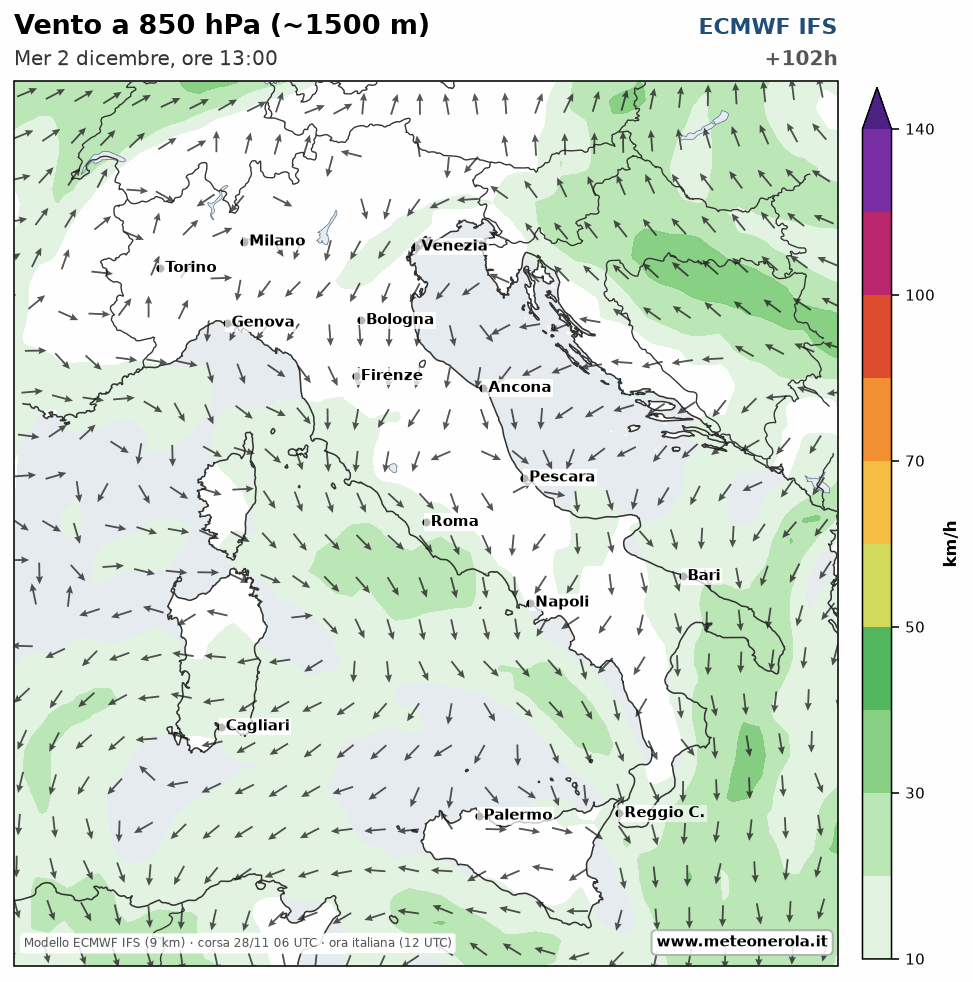 Vento a 850 hPa (~1500 m)
ECMWF IFS
Mer 2 dicembre, ore 13:00
+102h
140
100
70
50
30
10
km/h
Milano
Venezia
Torino
Genova
Bologna
Firenze
Ancona
Pescara
Roma
Bari
Napoli
Cagliari
Palermo
Reggio C.
Modello ECMWF IFS (9 km) · corsa 28/11 06 UTC · ora italiana (12 UTC)
www.meteonerola.it